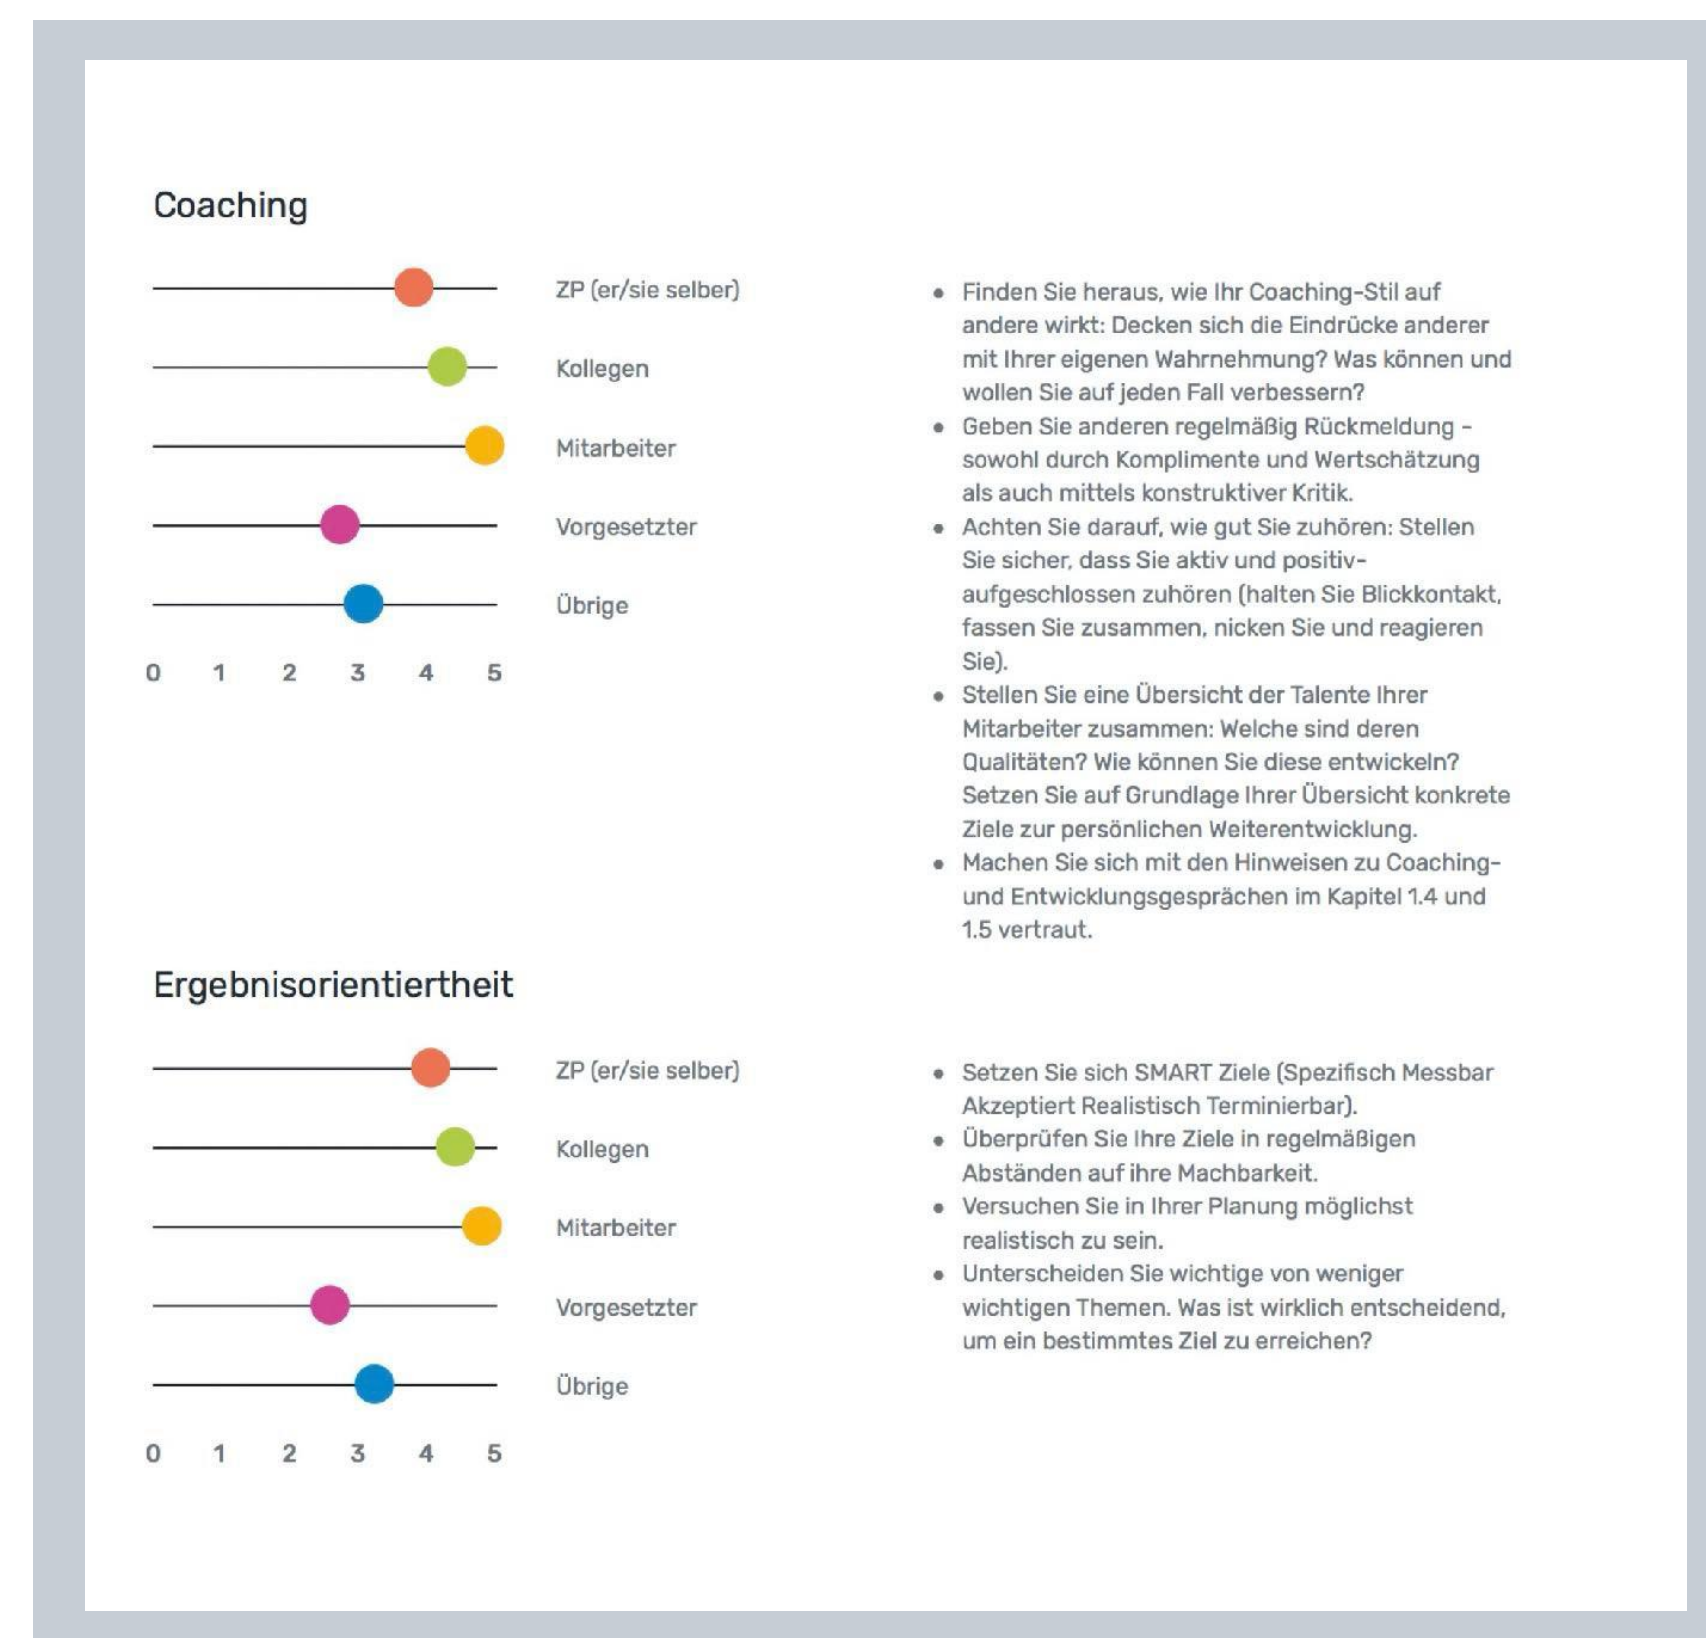 Coaching
ZP (er/sie selber)
Kollegen
Mitarbeiter
Vorgesetzter
Übrige
0 1 2 3 4 5
• Finden Sie heraus, wie Ihr Coaching-Stil auf
andere wirkt: Decken sich die Eindrücke anderer
mit Ihrer eigenen Wahrnehmung? Was können und
wollen Sie auf jeden Fall verbessern?
• Geben Sie anderen regelmäßig Rückmeldung -
sowohl durch Komplimente und Wertschätzung
als auch mittels konstruktiver Kritik.
• Achten Sie darauf, wie gut Sie zuhören: Stellen
Sie sicher, dass Sie aktiv und positiv-
aufgeschlossen zuhören (halten Sie Blickkontakt,
fassen Sie zusammen, nicken Sie und reagieren
Sie).
• Stellen Sie eine Übersicht der Talente Ihrer
Mitarbeiter zusammen: Welche sind deren
Qualitäten? Wie können Sie diese entwickeln?
Setzen Sie auf Grundlage Ihrer Übersicht konkrete
Ziele zur persönlichen Weiterentwicklung.
• Machen Sie sich mit den Hinweisen zu Coaching-
und Entwicklungsgesprächen im Kapitel 1.4 und
1.5 vertraut.
Ergebnisorientiertheit
ZP (er/sie selber)
Kollegen
Mitarbeiter
Vorgesetzter
Übrige
0 1 2 3 4 5
• Setzen Sie sich SMART Ziele (Spezifisch Messbar
Akzeptiert Realistisch Terminierbar).
• Überprüfen Sie Ihre Ziele in regelmäßigen
Abständen auf ihre Machbarkeit.
• Versuchen Sie in Ihrer Planung möglichst
realistisch zu sein.
• Unterscheiden Sie wichtige von weniger
wichtigen Themen. Was ist wirklich entscheidend,
um ein bestimmtes Ziel zu erreichen?